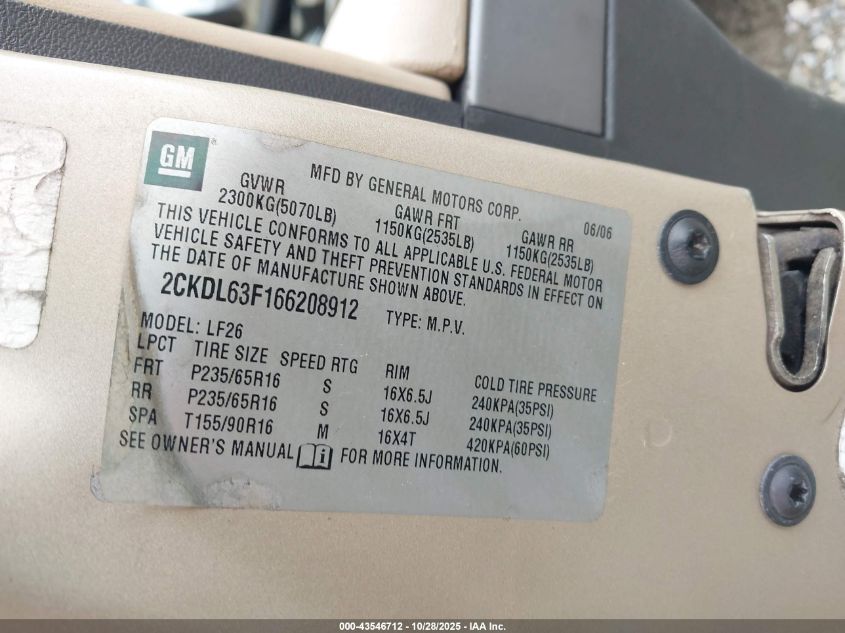 GM
MFD BY GENERAL MOTORS CORP. 06/06
GVWR GAWR FRT GAWR RR
2300KG(5070LB) 1150KG(2535LB) 1150KG(2535LB)
THIS VEHICLE CONFORMS TO ALL APPLICABLE U.S. FEDERAL MOTOR
VEHICLE SAFETY AND THEFT PREVENTION STANDARDS IN EFFECT ON
THE DATE OF MANUFACTURE SHOWN ABOVE.
2CKDL63F166208912 TYPE: M.P.V.
MODEL: LF26
LPCT TIRE SIZE SPEED RTG RIM COLD TIRE PRESSURE
FRT P235/65R16 S 16X6.5J 240KPA(35PSI)
RR P235/65R16 S 16X6.5J 240KPA(35PSI)
SPA T155/90R16 M 16X4T 420KPA(60PSI)
SEE OWNER'S MANUAL i FOR MORE INFORMATION.
000-43546712 - 10/28/2025 - IAA Inc.